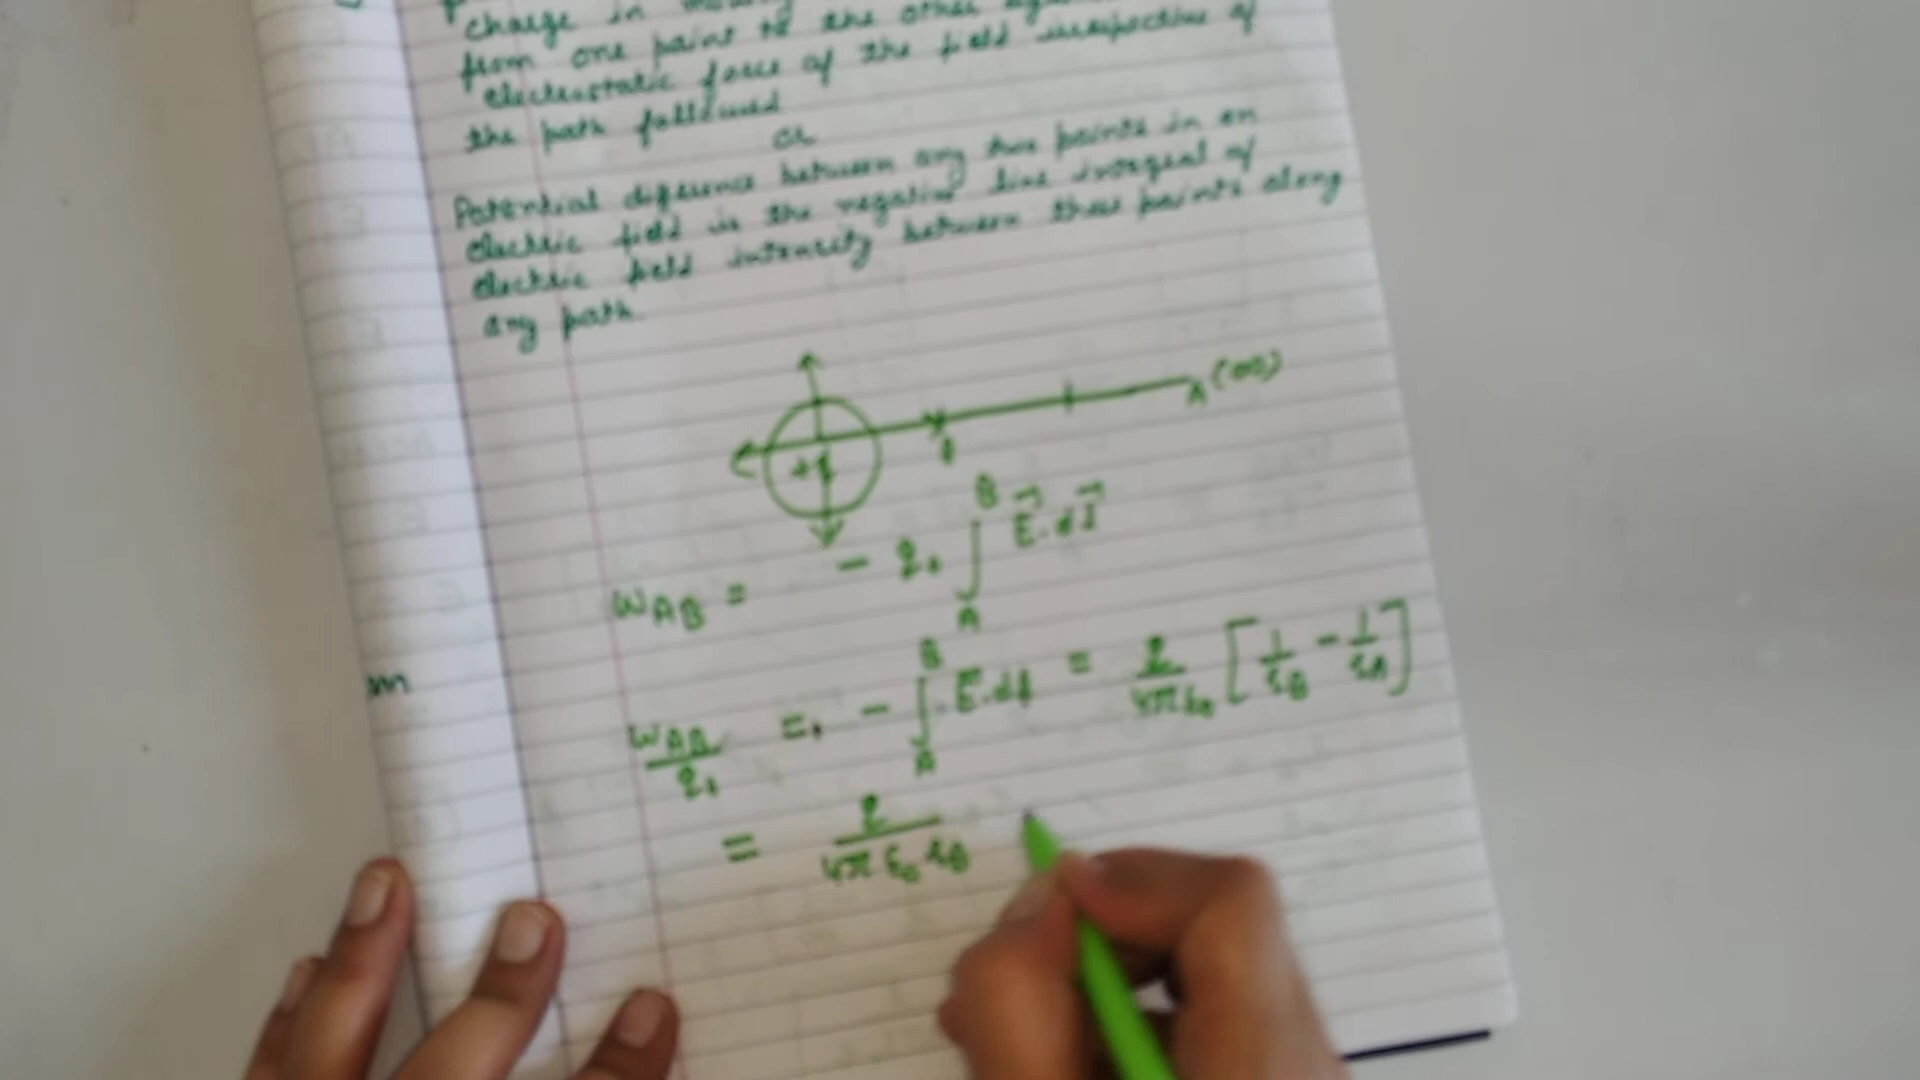 charge in
from one point to the other
electrostatic force of the field irrespective of
the path followed
or
Potential difference between any two points in an
electric field is the negative line integral of
electric field intensity between these points along
any path.
A (∞)
+q
B
W_AB = - q₀ ∫_A^B E⃗.dl⃗
W_AB/q₀ = - ∫_A^B E⃗.dl = q/4πε₀ [1/r_B - 1/r_A]
= q/4πε₀ r_B